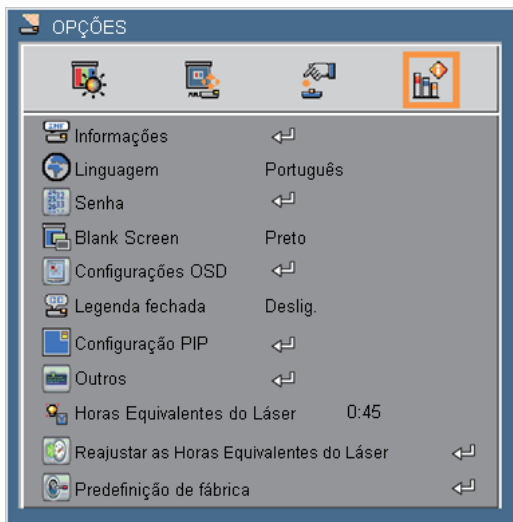 OPÇÕES
Informações
Linguagem Português
Senha
Blank Screen Preto
Configurações OSD
Legenda fechada Deslig.
Configuração PIP
Outros
Horas Equivalentes do Láser 0:45
Reajustar as Horas Equivalentes do Láser
Predefinição de fábrica